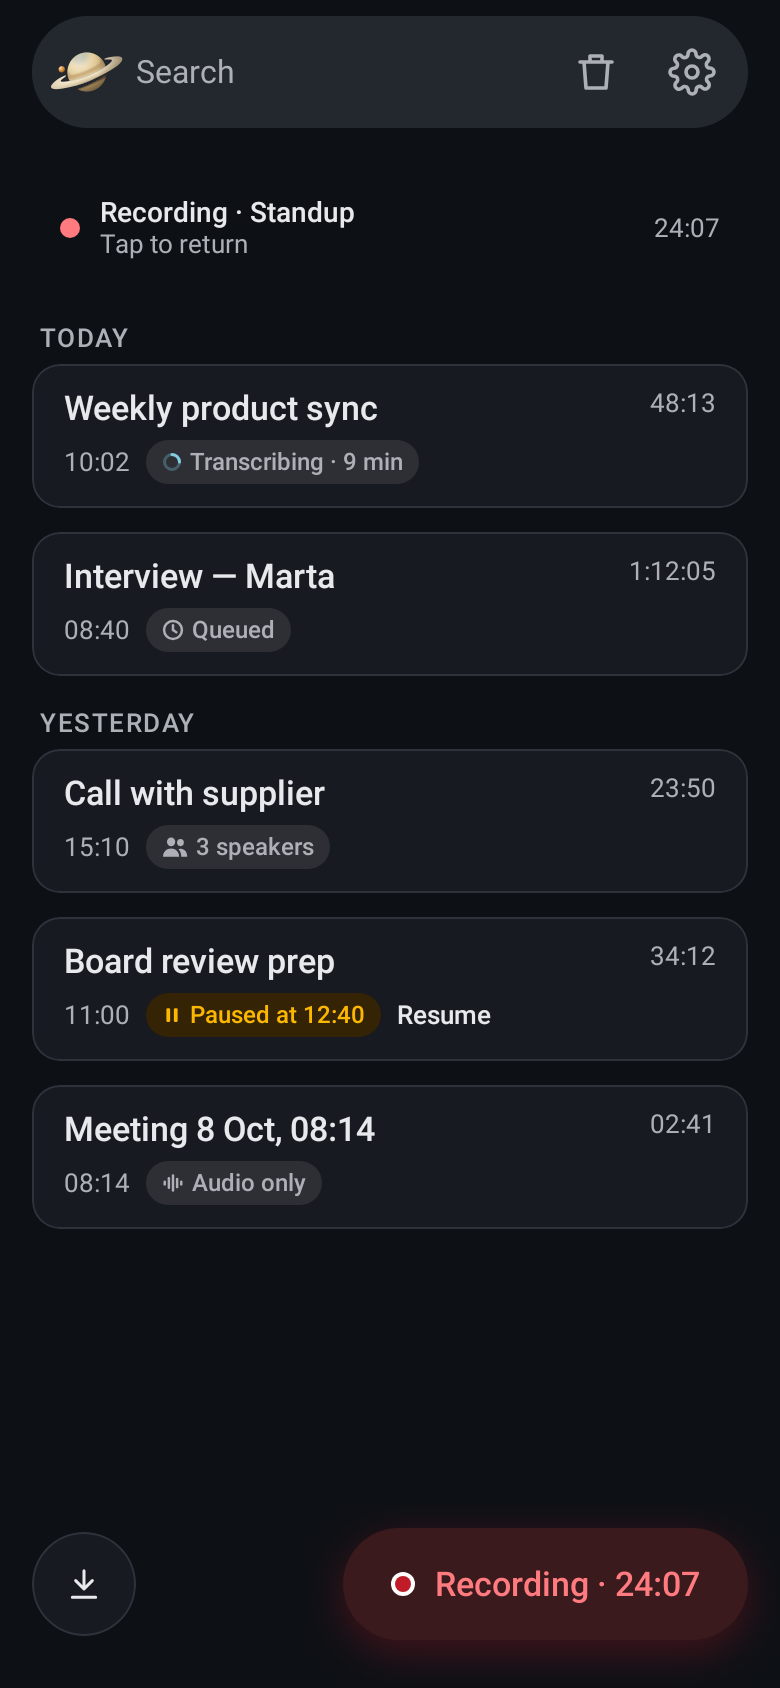 Search
Recording · Standup
Tap to return
24:07
TODAY
Weekly product sync
48:13
10:02
Transcribing · 9 min
Interview — Marta
1:12:05
08:40
Queued
YESTERDAY
Call with supplier
23:50
15:10
3 speakers
Board review prep
34:12
11:00
Paused at 12:40
Resume
Meeting 8 Oct, 08:14
02:41
08:14
Audio only
Recording · 24:07